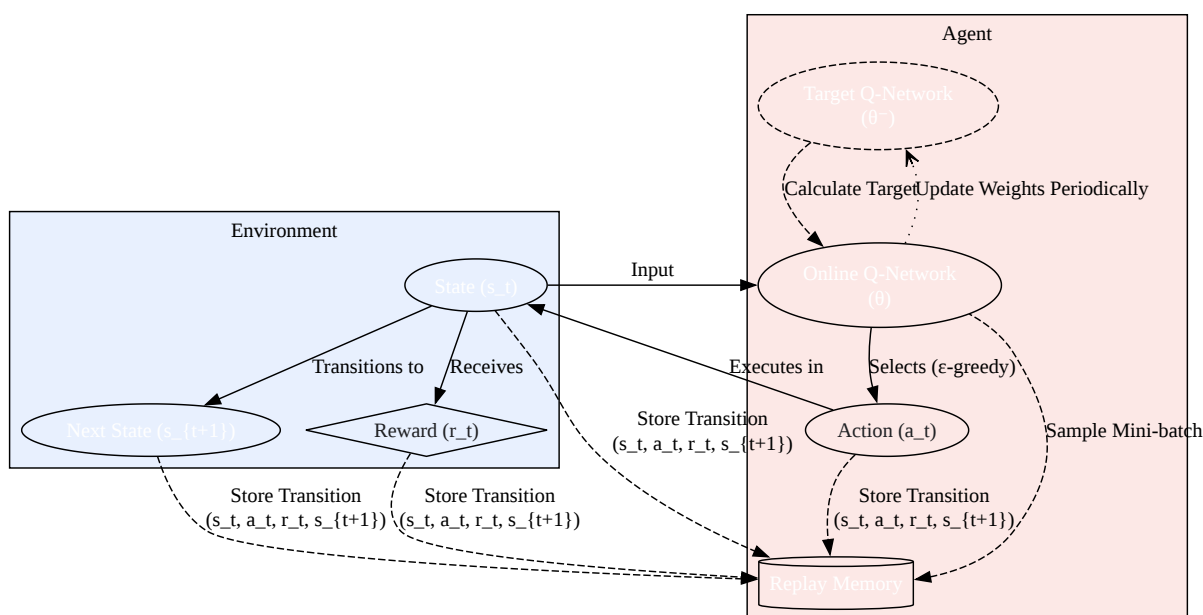 Agent
Target Q-Network
(θ⁻)
Calculate Target
Update Weights Periodically
Environment
State (s_t)
Input
Online Q-Network
(θ)
Transitions to
Receives
Executes in
Selects (ε-greedy)
Next State (s_{t+1})
Reward (r_t)
Store Transition
(s_t, a_t, r_t, s_{t+1})
Action (a_t)
Sample Mini-batch
Store Transition
(s_t, a_t, r_t, s_{t+1})
Store Transition
(s_t, a_t, r_t, s_{t+1})
Store Transition
(s_t, a_t, r_t, s_{t+1})
Replay Memory